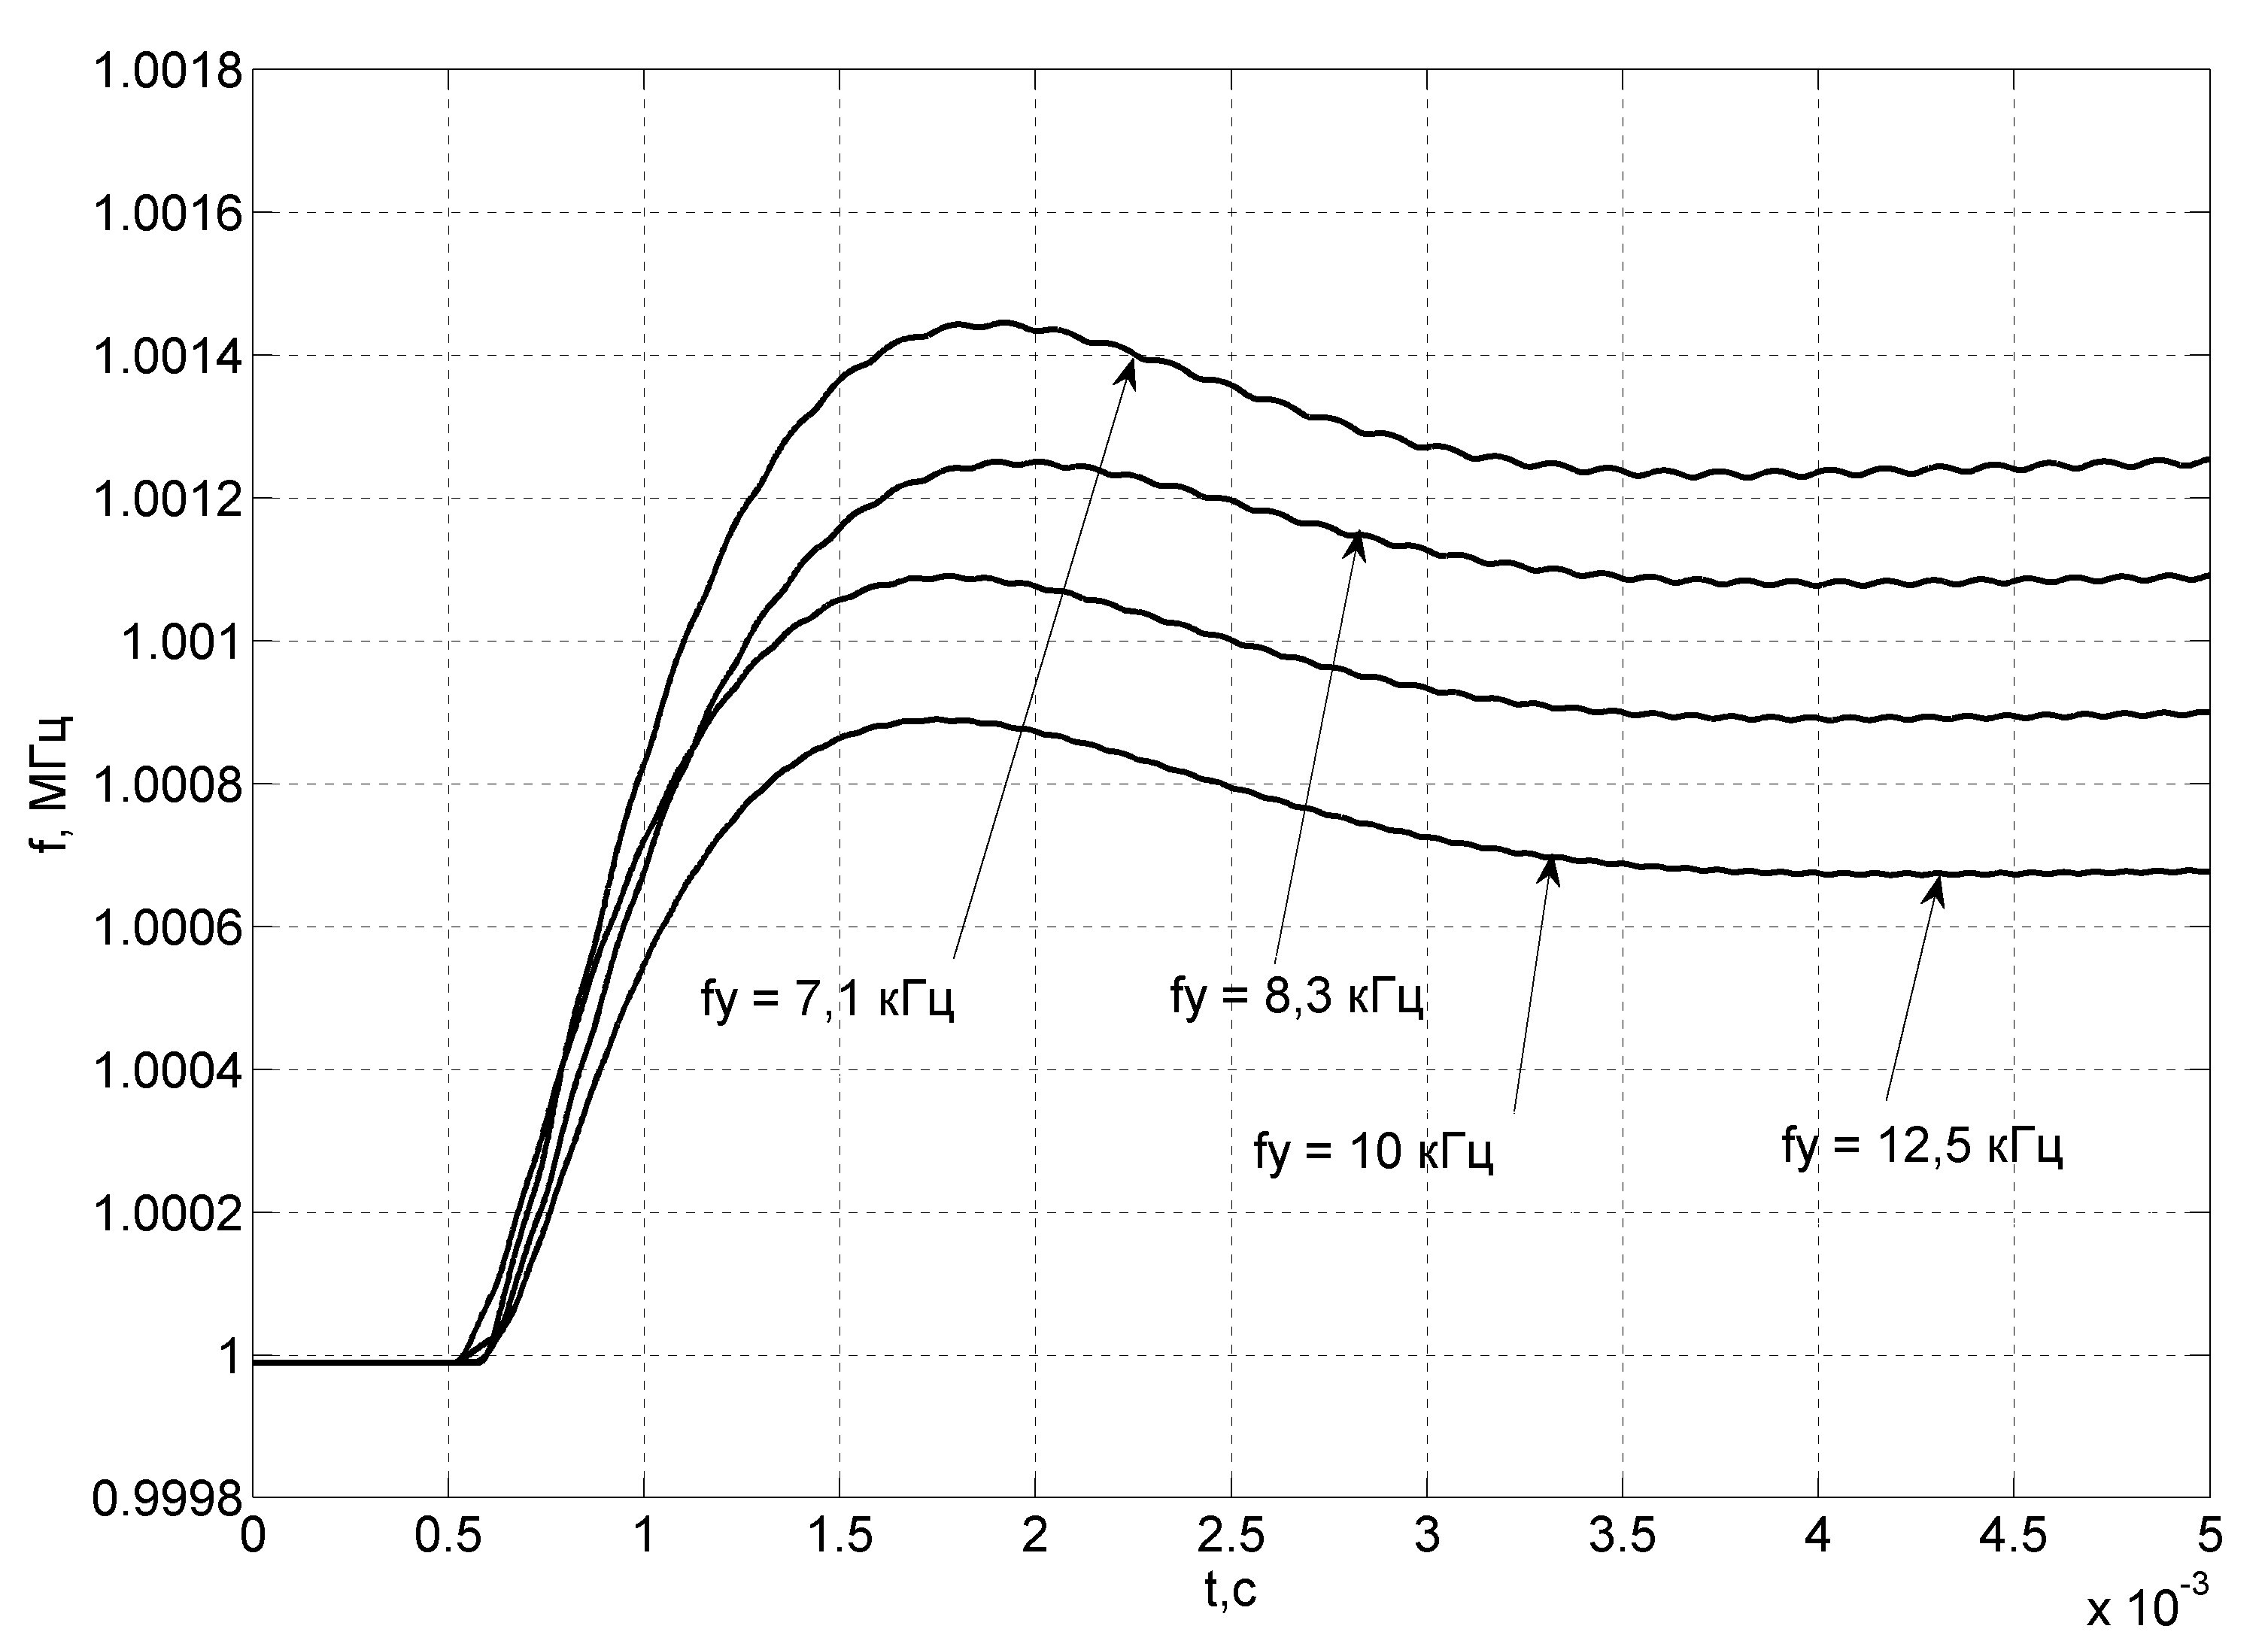 1.0018
1.0016
1.0014
1.0012
1.001
1.0008
1.0006
1.0004
1.0002
1
0.9998
f, МГц
fy = 7,1 кГц
fy = 8,3 кГц
fy = 10 кГц
fy = 12,5 кГц
0 0.5 1 1.5 2 2.5 3 3.5 4 4.5 5
t,c
x 10⁻³